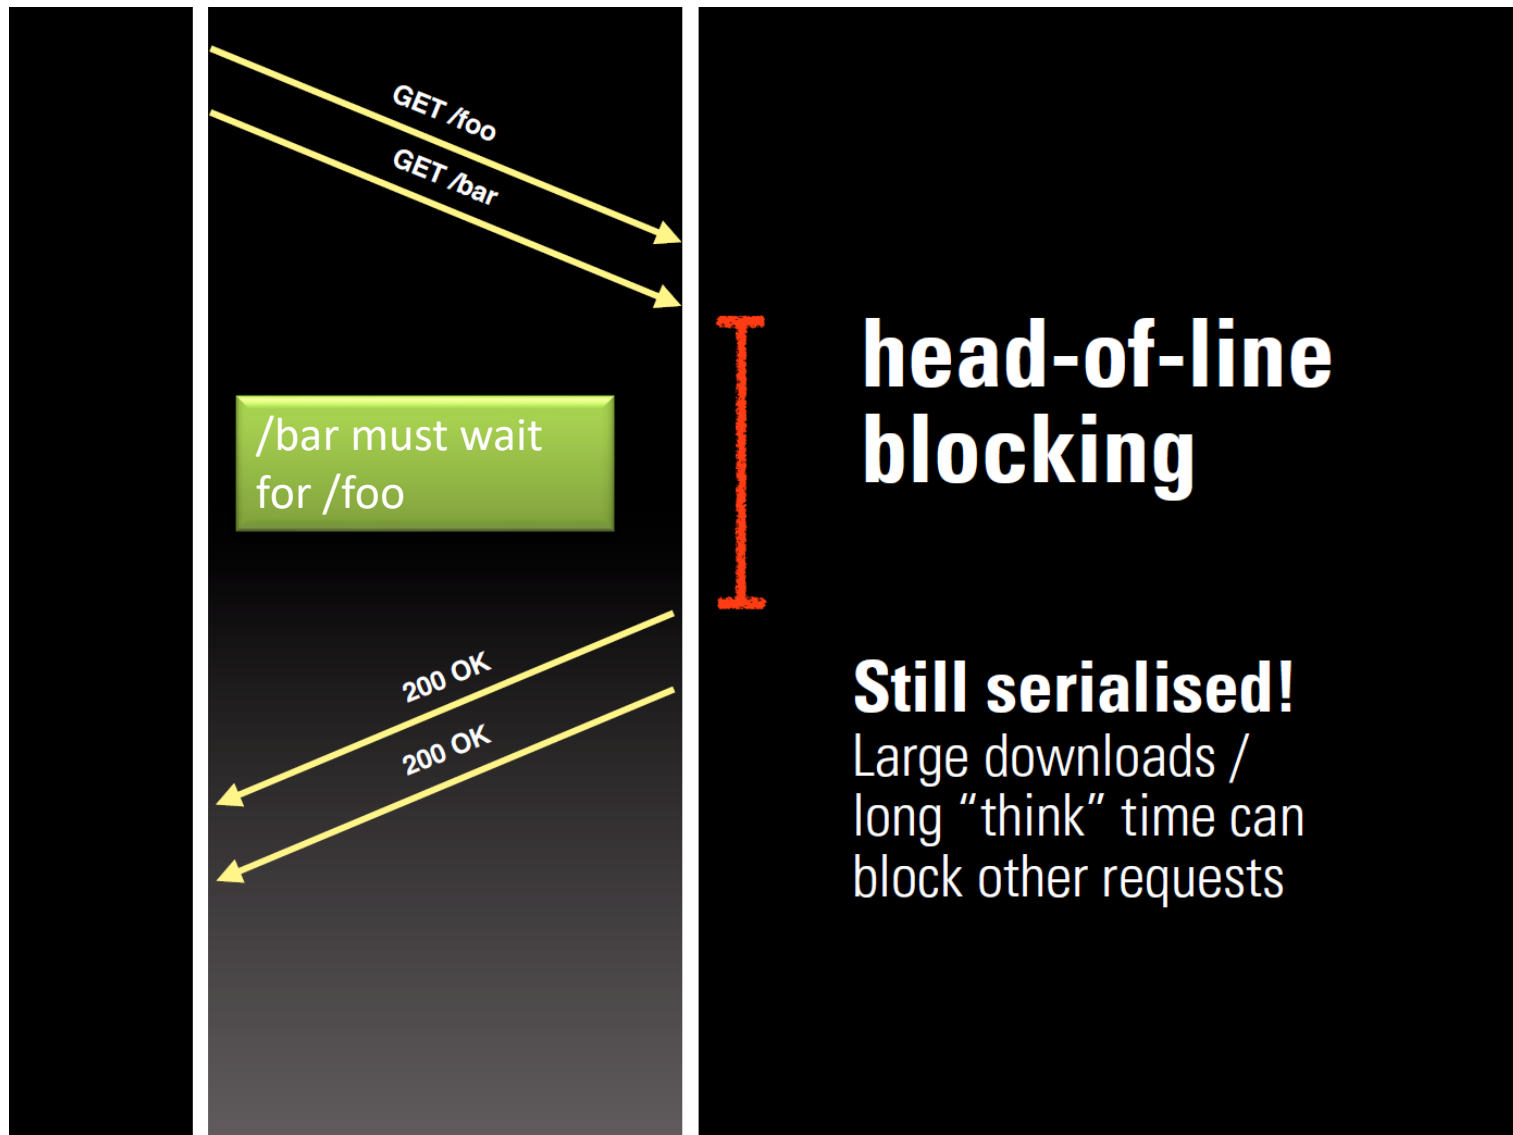 GET /foo
GET /bar
/bar must wait
for /foo
head-of-line
blocking
200 OK
200 OK
Still serialised!
Large downloads /
long “think” time can
block other requests